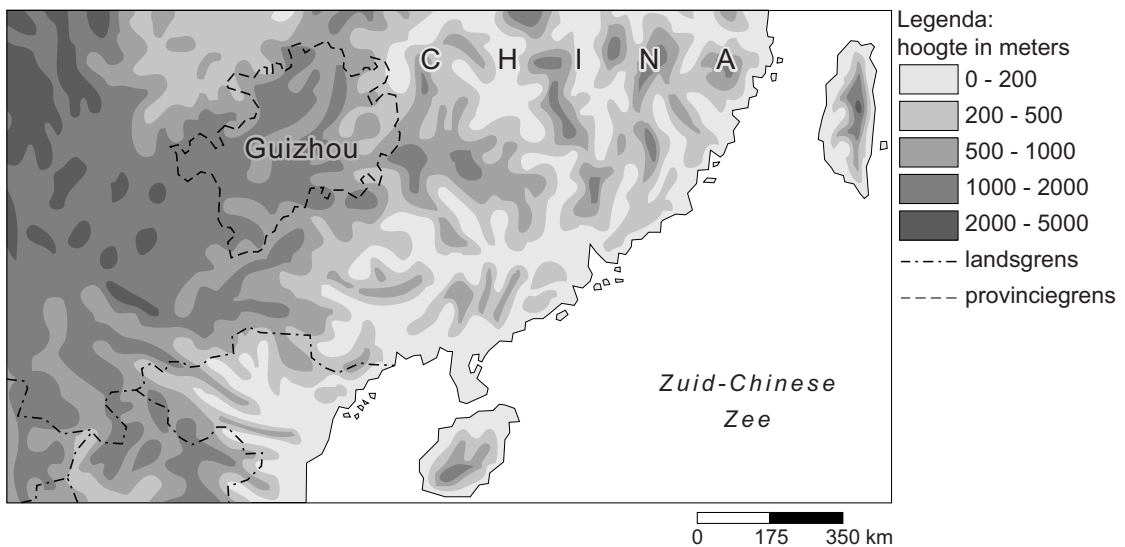 C H I N A
Guizhou
Zuid-Chinese
Zee
Legenda:
hoogte in meters
0 - 200
200 - 500
500 - 1000
1000 - 2000
2000 - 5000
landsgrens
provinciegrens
0 175 350 km